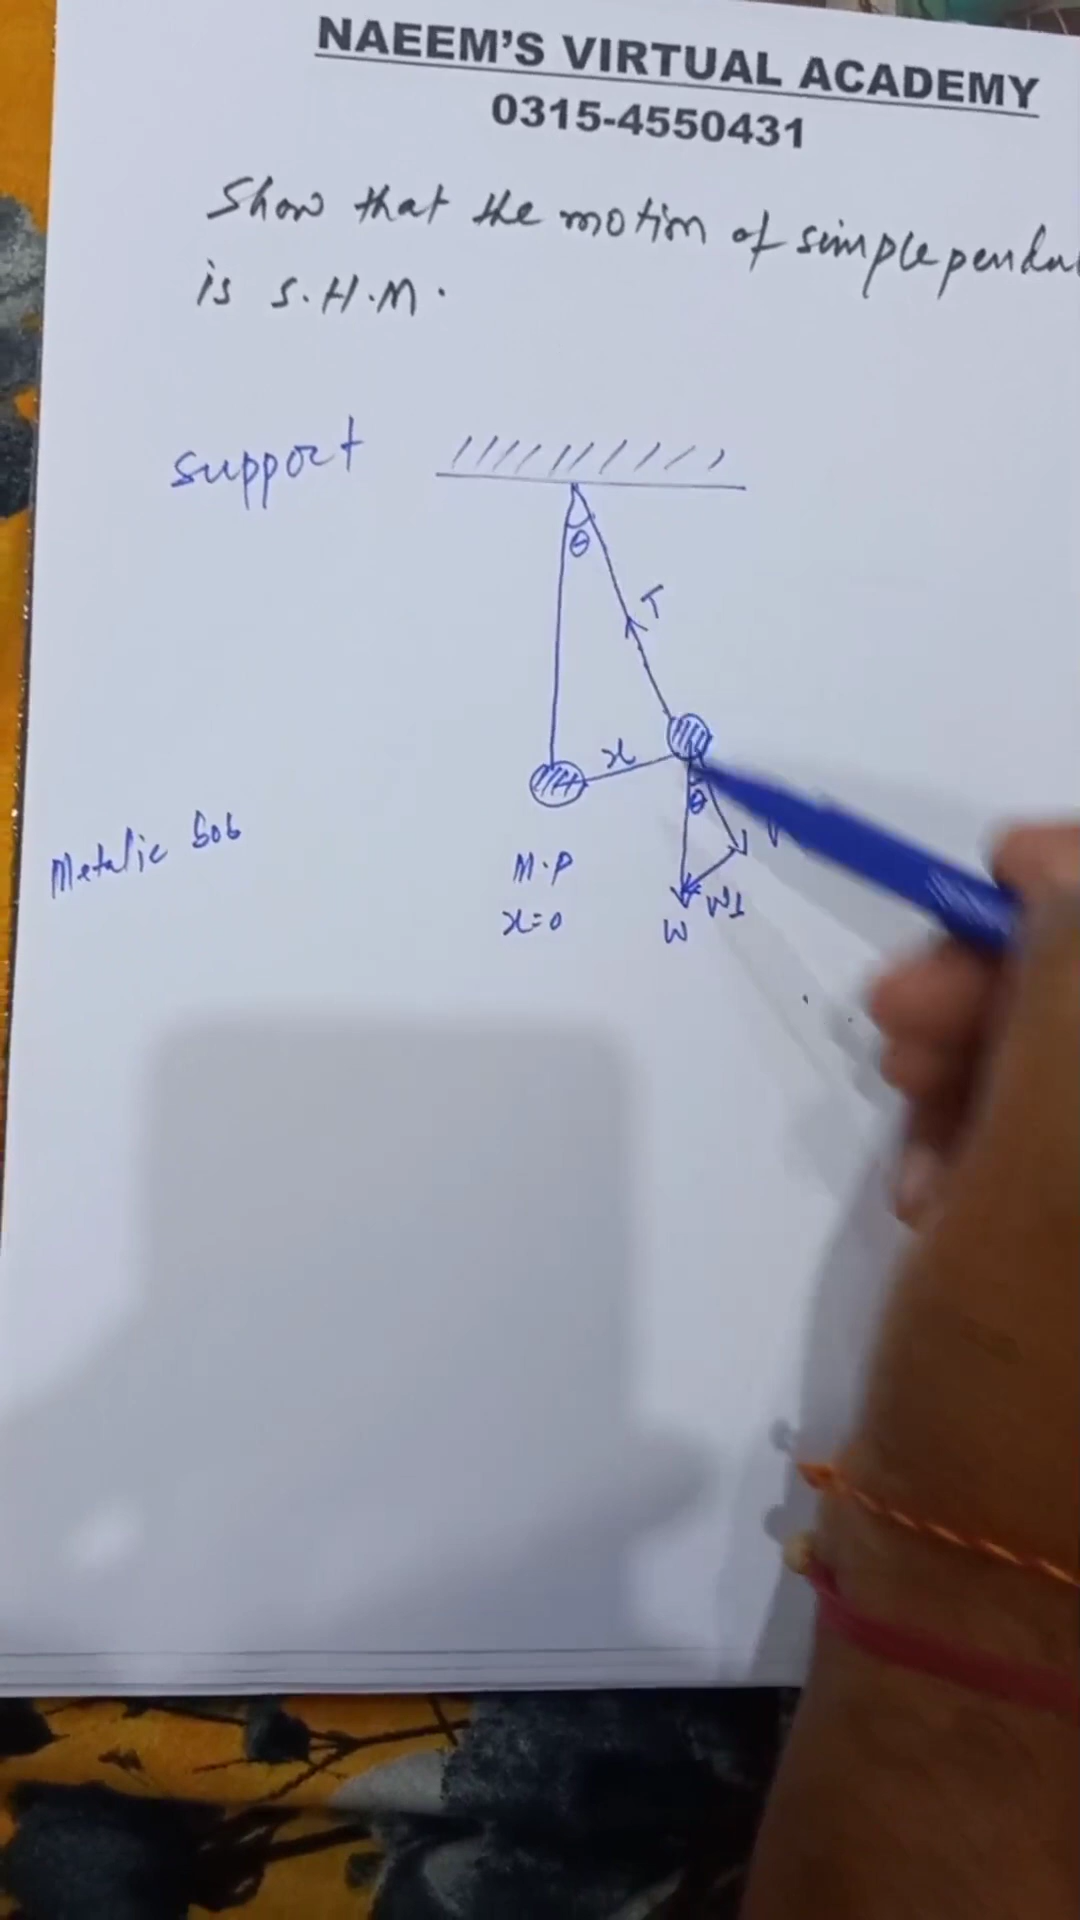 NAEEM'S VIRTUAL ACADEMY
0315-4550431
Show that the motion of simple pendu
is S.H.M.
support
θ
T
x
θ
Metalic bob
M.P
W⊥
x=0
W